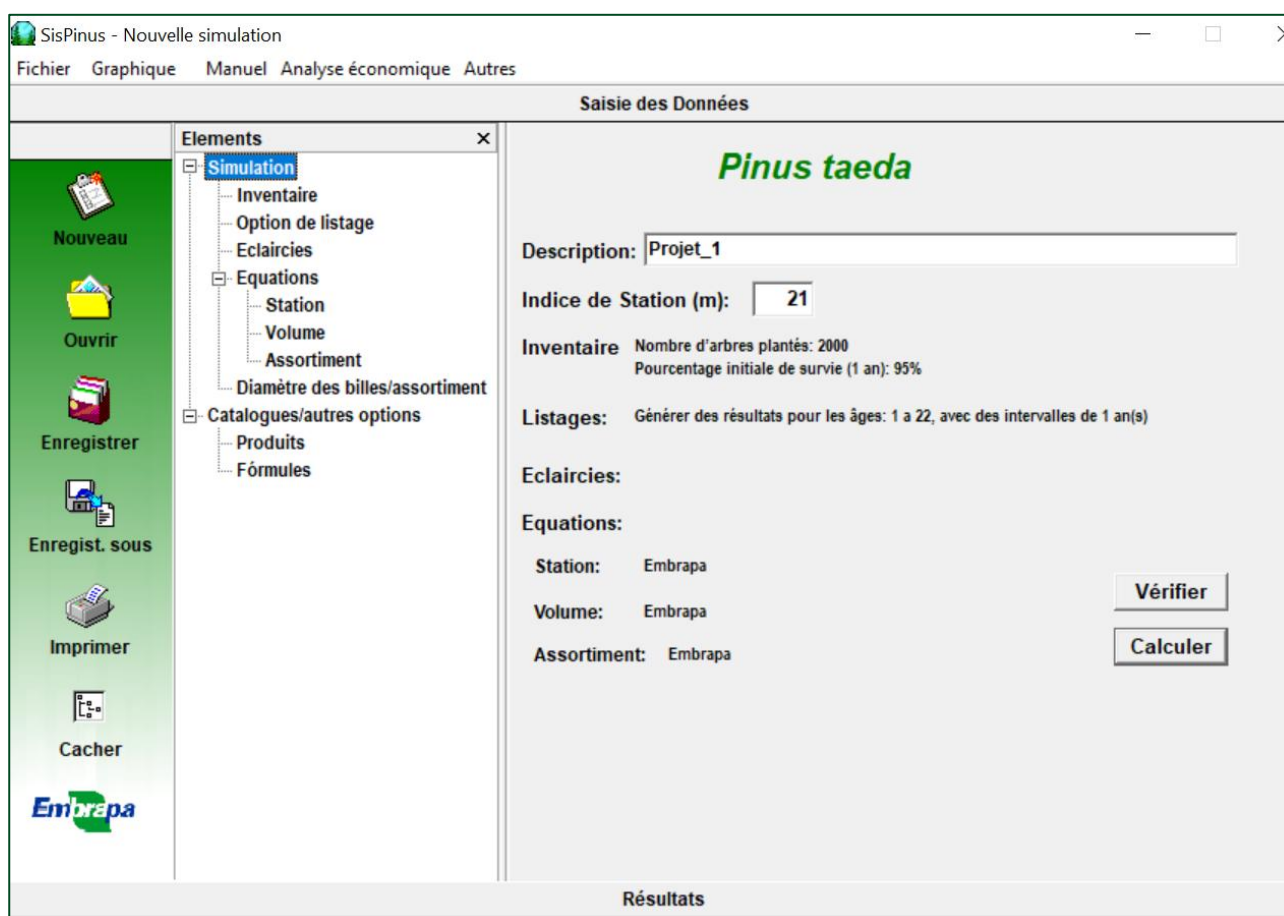 SisPinus - Nouvelle simulation
Fichier Graphique Manuel Analyse économique Autres
Saisie des Données
Nouveau
Ouvrir
Enregistrer
Enregist. sous
Imprimer
Cacher
Embrapa
Elements
Simulation
Inventaire
Option de listage
Eclaircies
Equations
Station
Volume
Assortiment
Diamètre des billes/assortiment
Catalogues/autres options
Produits
Fórmules
Pinus taeda
Description: Projet_1
Indice de Station (m): 21
Inventaire Nombre d'arbres plantés: 2000
Pourcentage initiale de survie (1 an): 95%
Listages: Générer des résultats pour les âges: 1 a 22, avec des intervalles de 1 an(s)
Eclaircies:
Equations:
Station: Embrapa
Volume: Embrapa
Assortiment: Embrapa
Vérifier
Calculer
Résultats